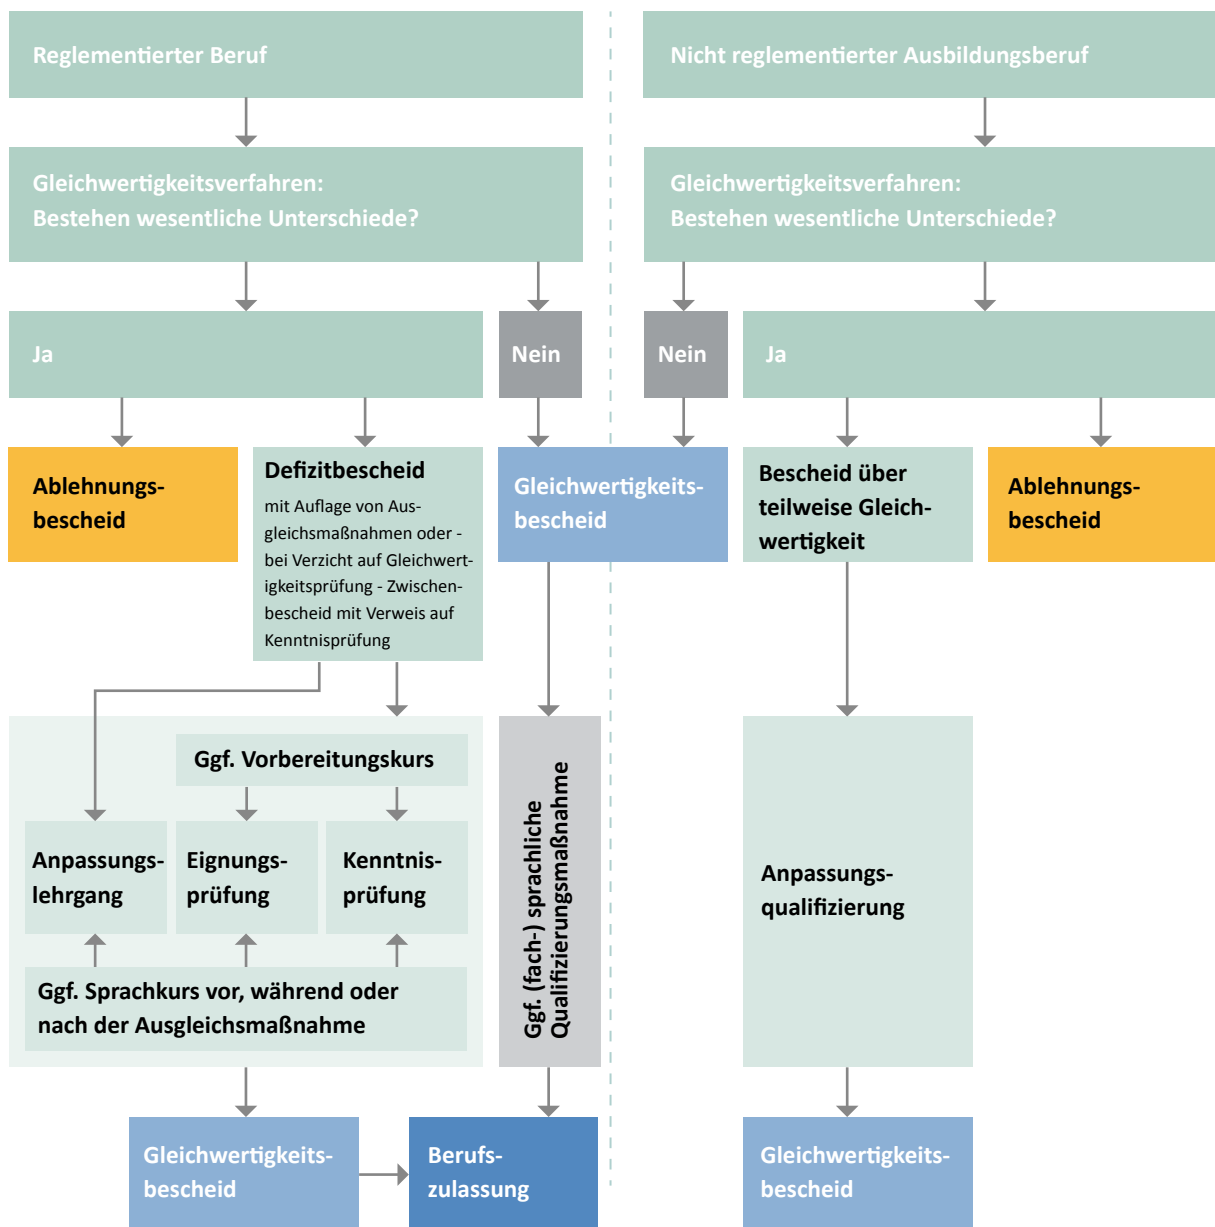 Reglementierter Beruf
Nicht reglementierter Ausbildungsberuf
Gleichwertigkeitsverfahren:
Bestehen wesentliche Unterschiede?
Gleichwertigkeitsverfahren:
Bestehen wesentliche Unterschiede?
Ja
Nein
Nein
Ja
Ablehnungs-
bescheid
Defizitbescheid
mit Auflage von Aus-
gleichsmaßnahmen oder -
bei Verzicht auf Gleichwert-
igkeitsprüfung - Zwischen-
bescheid mit Verweis auf
Kenntnisprüfung
Gleichwertigkeits-
bescheid
Bescheid über
teilweise Gleich-
wertigkeit
Ablehnungs-
bescheid
Ggf. Vorbereitungskurs
Anpassungs-
lehrgang
Eignungs-
prüfung
Kenntnis-
prüfung
Ggf. Sprachkurs vor, während oder
nach der Ausgleichsmaßnahme
Ggf. (fach-) sprachliche
Qualifizierungsmaßnahme
Anpassungs-
qualifizierung
Gleichwertigkeits-
bescheid
Berufs-
zulassung
Gleichwertigkeits-
bescheid